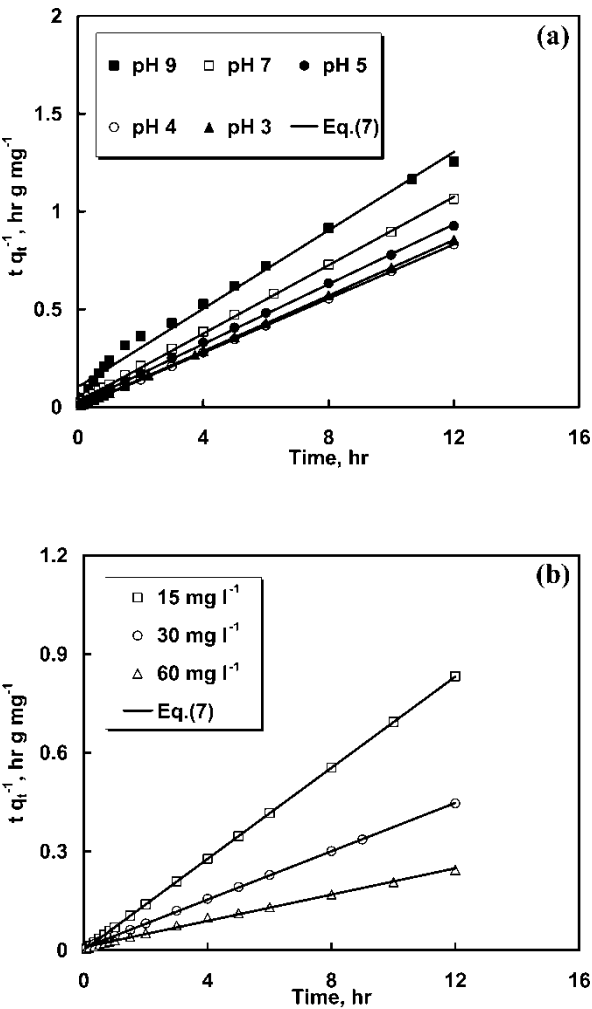 (a)
2
1.5
1
0.5
0
0
4
8
12
16
t qt-1, hr g mg-1
Time, hr
pH 9
pH 7
pH 5
pH 4
pH 3
Eq.(7)
(b)
1.2
0.9
0.6
0.3
0
0
4
8
12
16
t qt-1, hr g mg-1
Time, hr
15 mg l-1
30 mg l-1
60 mg l-1
Eq.(7)